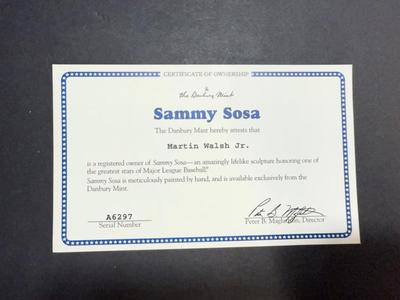 CERTIFICATE OF OWNERSHIP
the Danbury Mint
Sammy Sosa
The Danbury Mint hereby attests that
Martin Walsh Jr.
is a registered owner of Sammy Sosa—an amazingly lifelike sculpture honoring one of
the greatest stars of Major League Baseball.®
Sammy Sosa is meticulously painted by hand, and is available exclusively from the
Danbury Mint.
A6297
Serial Number
Peter B. Maglathlin, Director